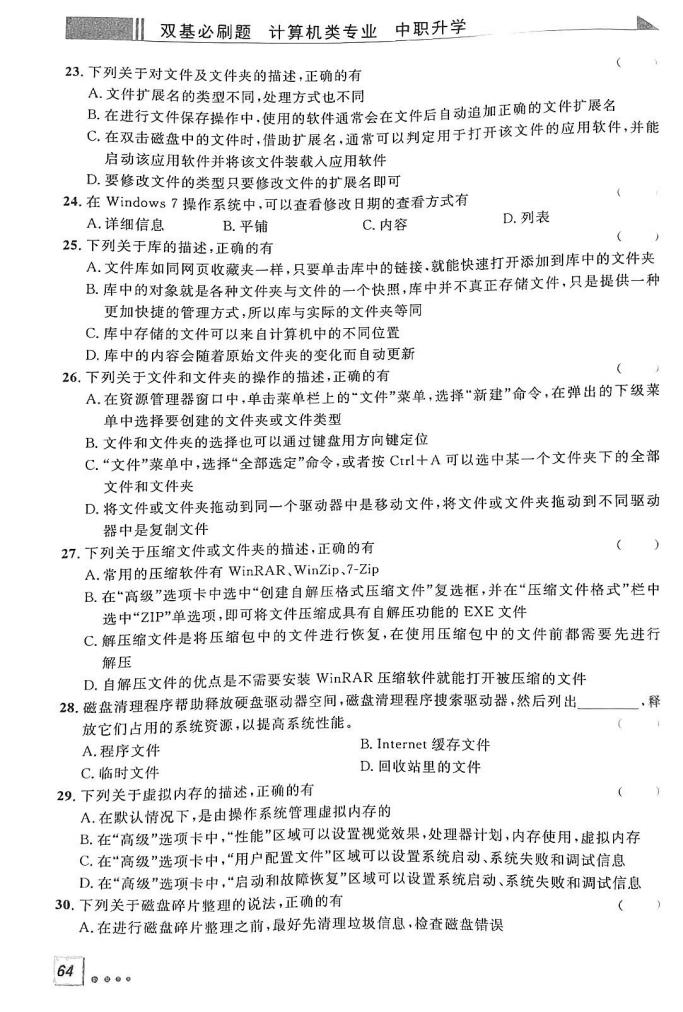 双基必刷题 计算机类专业 中职升学
23. 下列关于对文件及文件夹的描述,正确的有 ( )
A. 文件扩展名的类型不同,处理方式也不同
B. 在进行文件保存操作中,使用的软件通常会在文件后自动追加正确的文件扩展名
C. 在双击磁盘中的文件时,借助扩展名,通常可以判定用于打开该文件的应用软件,并能
启动该应用软件并将该文件装载入应用软件
D. 要修改文件的类型只要修改文件的扩展名即可
24. 在 Windows 7 操作系统中,可以查看修改日期的查看方式有 ( )
A. 详细信息 B. 平铺 C. 内容 D. 列表
25. 下列关于库的描述,正确的有 ( )
A. 文件库如同网页收藏夹一样,只要单击库中的链接,就能快速打开添加到库中的文件夹
B. 库中的对象就是各种文件夹与文件的一个快照,库中并不真正存储文件,只是提供一种
更加快捷的管理方式,所以库与实际的文件夹等同
C. 库中存储的文件可以来自计算机中的不同位置
D. 库中的内容会随着原始文件夹的变化而自动更新
26. 下列关于文件和文件夹的操作的描述,正确的有 ( )
A. 在资源管理器窗口中,单击菜单栏上的“文件”菜单,选择“新建”命令,在弹出的下级菜
单中选择要创建的文件夹或文件类型
B. 文件和文件夹的选择也可以通过键盘用方向键定位
C. “文件”菜单中,选择“全部选定”命令,或者按 Ctrl+A 可以选中某一个文件夹下的全部
文件和文件夹
D. 将文件或文件夹拖动到同一个驱动器中是移动文件,将文件或文件夹拖动到不同驱动
器中是复制文件
27. 下列关于压缩文件或文件夹的描述,正确的有 ( )
A. 常用的压缩软件有 WinRAR、WinZip、7-Zip
B. 在“高级”选项卡中选中“创建自解压格式压缩文件”复选框,并在“压缩文件格式”栏中
选中“ZIP”单选项,即可将文件压缩成具有自解压功能的 EXE 文件
C. 解压缩文件是将压缩包中的文件进行恢复,在使用压缩包中的文件前都需要先进行
解压
D. 自解压文件的优点是不需要安装 WinRAR 压缩软件就能打开被压缩的文件
28. 磁盘清理程序帮助释放硬盘驱动器空间,磁盘清理程序搜索驱动器,然后列出________,释
放它们占用的系统资源,以提高系统性能。 ( )
A. 程序文件 B. Internet 缓存文件
C. 临时文件 D. 回收站里的文件
29. 下列关于虚拟内存的描述,正确的有 ( )
A. 在默认情况下,是由操作系统管理虚拟内存的
B. 在“高级”选项卡中,“性能”区域可以设置视觉效果,处理器计划,内存使用,虚拟内存
C. 在“高级”选项卡中,“用户配置文件”区域可以设置系统启动、系统失败和调试信息
D. 在“高级”选项卡中,“启动和故障恢复”区域可以设置系统启动、系统失败和调试信息
30. 下列关于磁盘碎片整理的说法,正确的有 ( )
A. 在进行磁盘碎片整理之前,最好先清理垃圾信息,检查磁盘错误
64